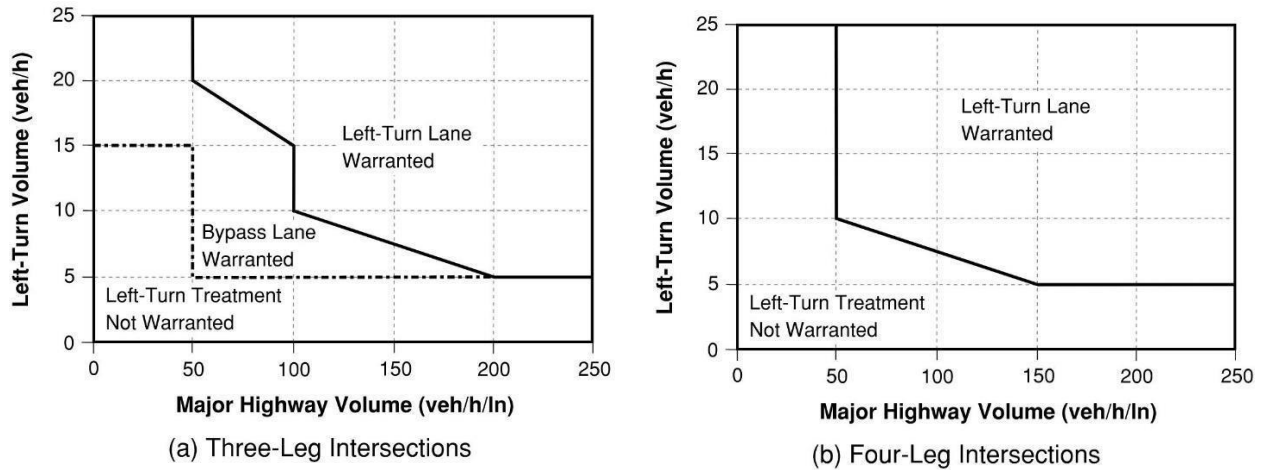 25
20
15
10
5
0
Left-Turn Volume (veh/h)
Left-Turn Lane
Warranted
Bypass Lane
Warranted
Left-Turn Treatment
Not Warranted
0 50 100 150 200 250
Major Highway Volume (veh/h/ln)
(a) Three-Leg Intersections
25
20
15
10
5
0
Left-Turn Volume (veh/h)
Left-Turn Lane
Warranted
Left-Turn Treatment
Not Warranted
0 50 100 150 200 250
Major Highway Volume (veh/h/ln)
(b) Four-Leg Intersections